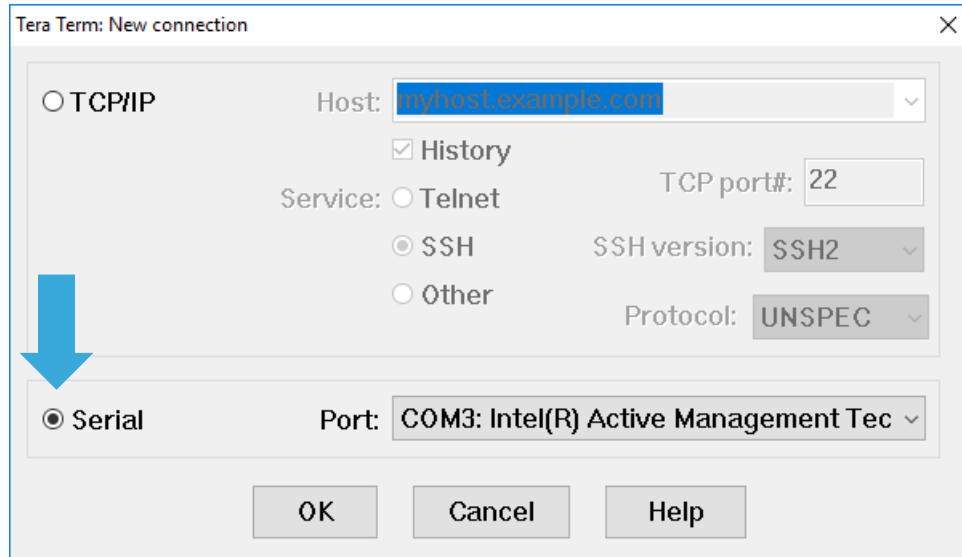 Tera Term: New connection
TCP/IP
Host: myhost.example.com
History
Service: Telnet
TCP port#: 22
SSH
SSH version: SSH2
Other
Protocol: UNSPEC
Serial
Port: COM3: Intel(R) Active Management Tec
OK
Cancel
Help